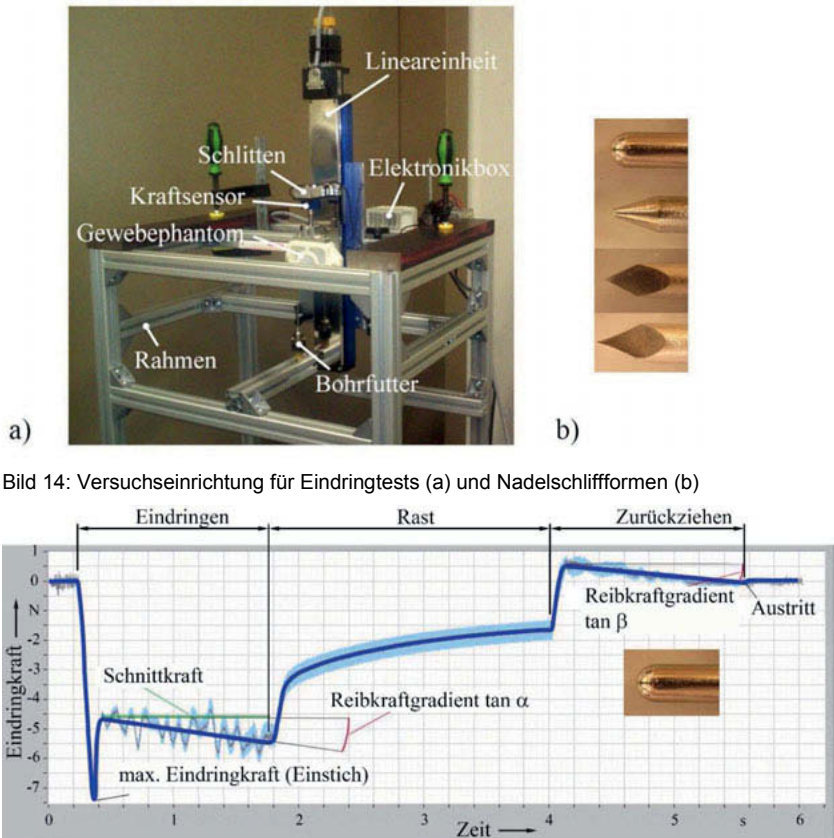 Lineareinheit
Schlitten
Elektronikbox
Kraftsensor
Gewebephantom
Rahmen
Bohrfutter
a)
b)
Bild 14: Versuchseinrichtung für Eindringtests (a) und Nadelschliffformen (b)
Eindringen
Rast
Zurückziehen
1
0
N
-2
-3
-4
-5
-6
-7
Eindringkraft
Reibkraftgradient
tan β
Austritt
Schnittkraft
Reibkraftgradient tan α
max. Eindringkraft (Einstich)
0
1
2
3
4
5
s
6
Zeit